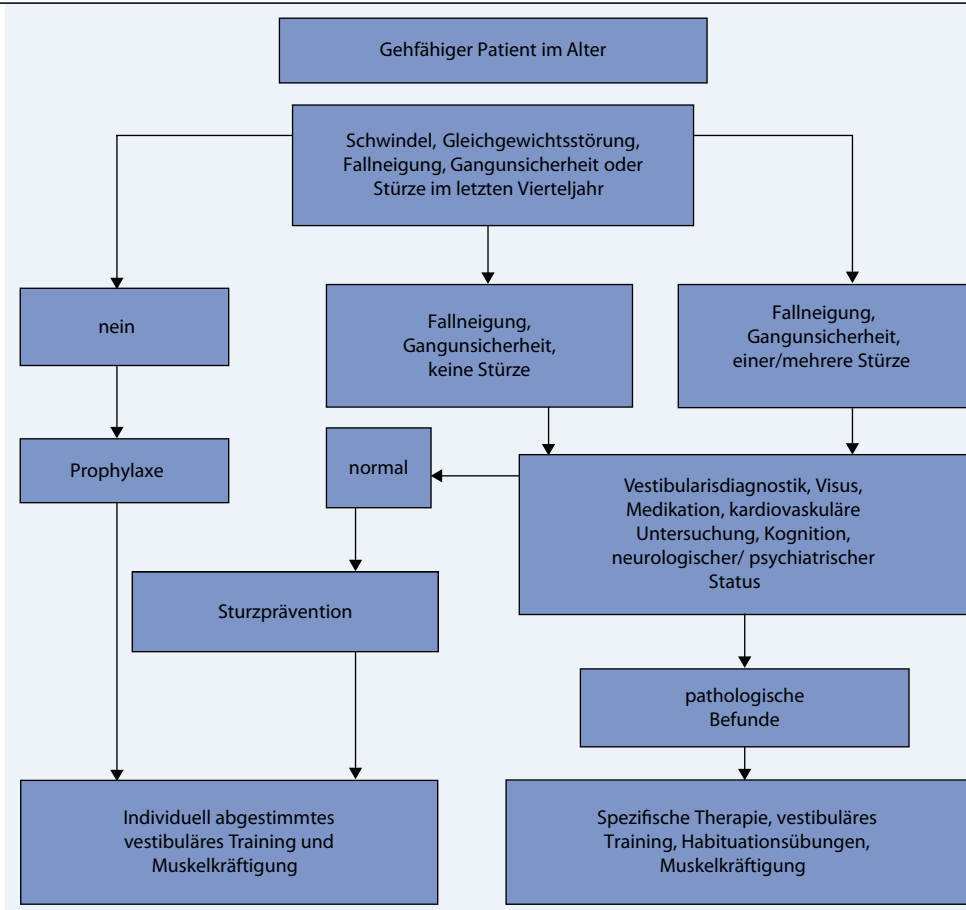 Gehfähiger Patient im Alter
Schwindel, Gleichgewichtsstörung,
Fallneigung, Gangunsicherheit oder
Stürze im letzten Vierteljahr
nein
Fallneigung,
Gangunsicherheit,
keine Stürze
Fallneigung,
Gangunsicherheit,
einer/mehrere Stürze
Prophylaxe
normal
Vestibularisdiagnostik, Visus,
Medikation, kardiovaskuläre
Untersuchung, Kognition,
neurologischer/ psychiatrischer
Status
Sturzprävention
pathologische
Befunde
Individuell abgestimmtes
vestibuläres Training und
Muskelkräftigung
Spezifische Therapie, vestibuläres
Training, Habituationsübungen,
Muskelkräftigung